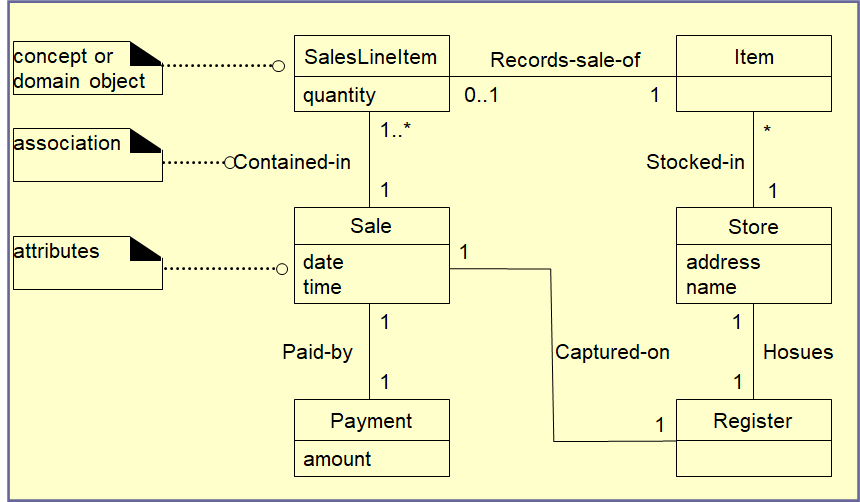 concept or
domain object
SalesLineItem
quantity
Records-sale-of
0..1
1
Item
association
1..*
Contained-in
1
*
Stocked-in
1
attributes
Sale
date
time
1
Store
address
name
1
Paid-by
1
Captured-on
1
Hosues
1
Payment
amount
1
Register